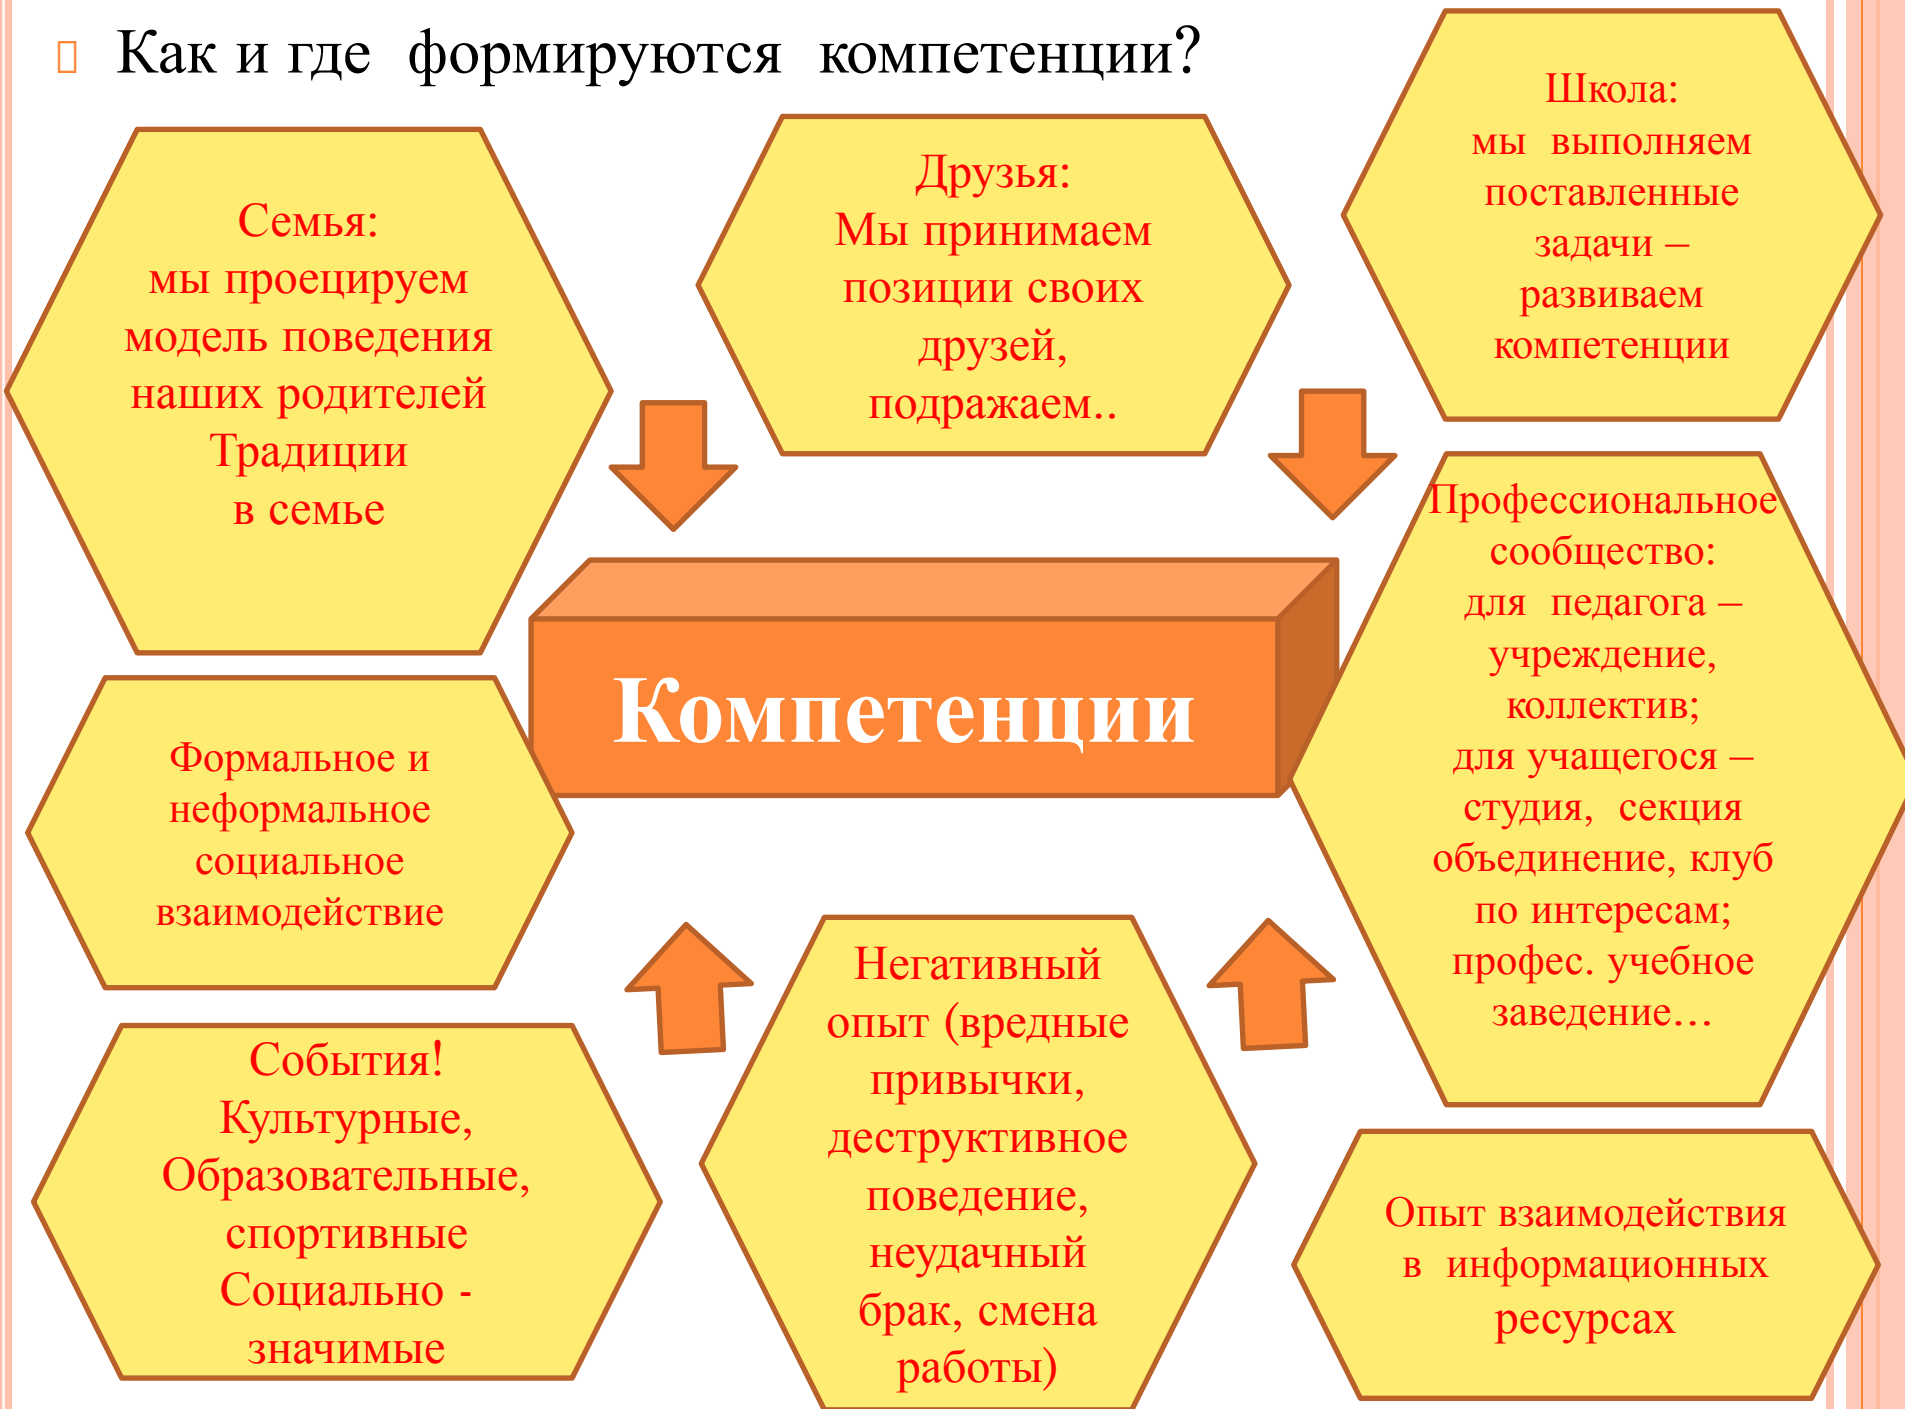 Как и где формируются компетенции?
Семья:
мы проецируем
модель поведения
наших родителей
Традиции
в семье
Друзья:
Мы принимаем
позиции своих
друзей,
подражаем..
Школа:
мы выполняем
поставленные
задачи –
развиваем
компетенции
Компетенции
Профессиональное
сообщество:
для педагога –
учреждение,
коллектив;
для учащегося –
студия, секция
объединение, клуб
по интересам;
профес. учебное
заведение...
Формальное и
неформальное
социальное
взаимодействие
События!
Культурные,
Образовательные,
спортивные
Социально -
значимые
Негативный
опыт (вредные
привычки,
деструктивное
поведение,
неудачный
брак, смена
работы)
Опыт взаимодействия
в информационных
ресурсах